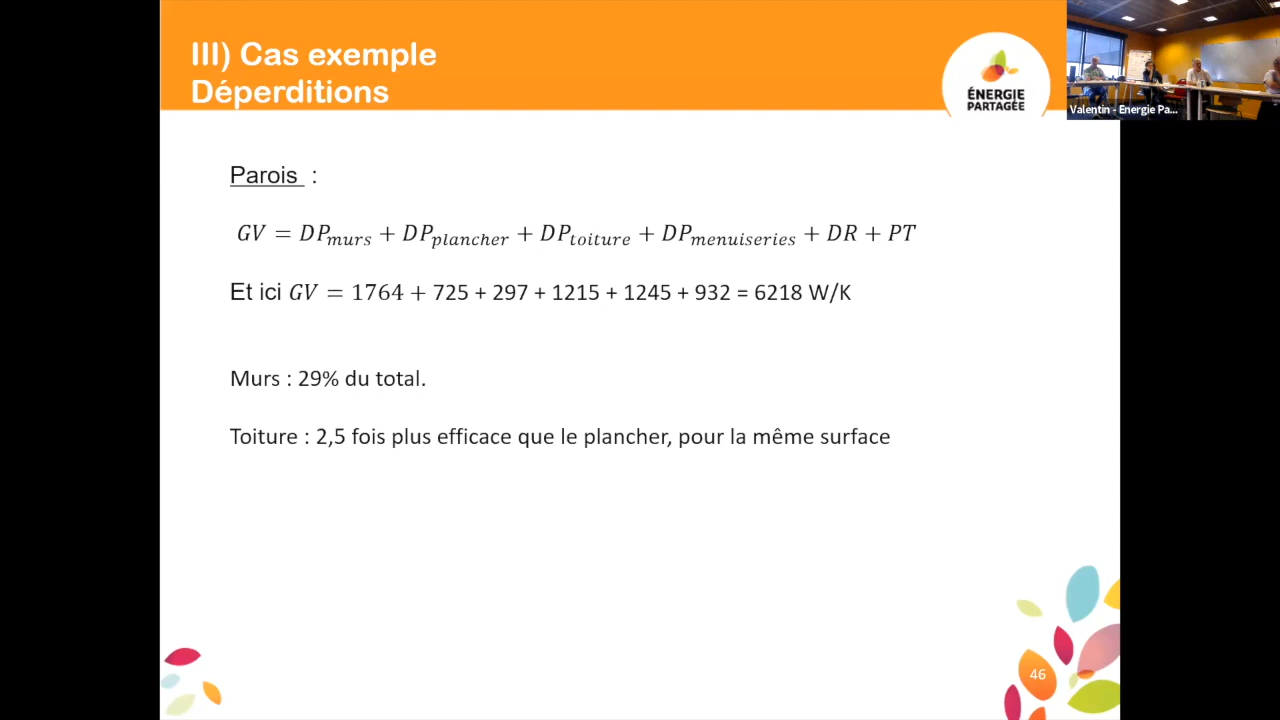 III) Cas exemple
Déperditions
ÉNERGIE
PARTAGÉE
Valentin - Energie Pa...
Parois :
GV = DPmurs + DPplancher + DPtoiture + DPmenuiseries + DR + PT
Et ici GV = 1764 + 725 + 297 + 1215 + 1245 + 932 = 6218 W/K
Murs : 29% du total.
Toiture : 2,5 fois plus efficace que le plancher, pour la même surface
46